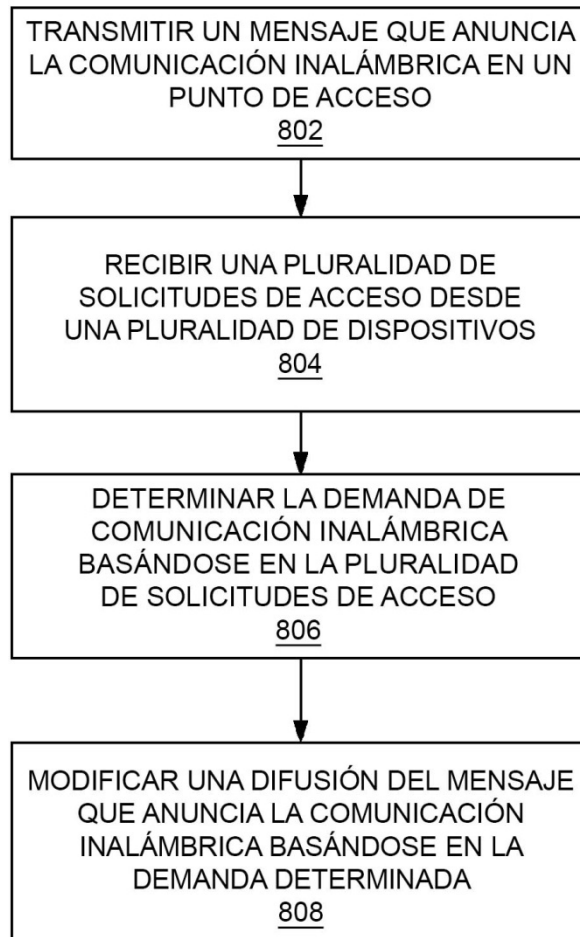 TRANSMITIR UN MENSAJE QUE ANUNCIA
LA COMUNICACIÓN INALÁMBRICA EN UN
PUNTO DE ACCESO
802
RECIBIR UNA PLURALIDAD DE
SOLICITUDES DE ACCESO DESDE
UNA PLURALIDAD DE DISPOSITIVOS
804
DETERMINAR LA DEMANDA DE
COMUNICACIÓN INALÁMBRICA
BASÁNDOSE EN LA PLURALIDAD
DE SOLICITUDES DE ACCESO
806
MODIFICAR UNA DIFUSIÓN DEL MENSAJE
QUE ANUNCIA LA COMUNICACIÓN
INALÁMBRICA BASÁNDOSE EN LA
DEMANDA DETERMINADA
808